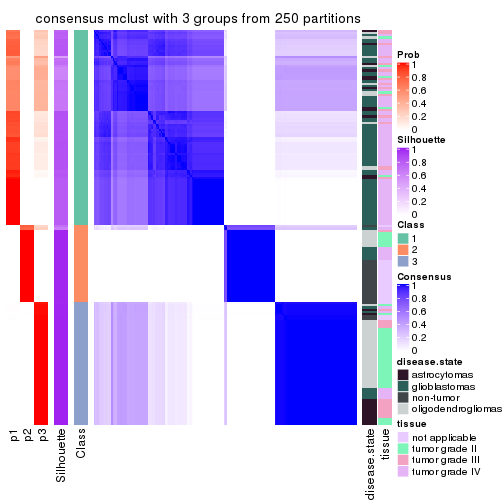 consensus mclust with 3 groups from 250 partitions
p1
p2
p3
Silhouette
Class
disease.state
tissue
Prob
1
0.8
0.6
0.4
0.2
0
Silhouette
1
0.8
0.6
0.4
0.2
0
Class
1
2
3
Consensus
1
0.8
0.6
0.4
0.2
0
disease.state
astrocytomas
glioblastomas
non-tumor
oligodendrogliomas
tissue
not applicable
tumor grade II
tumor grade III
tumor grade IV